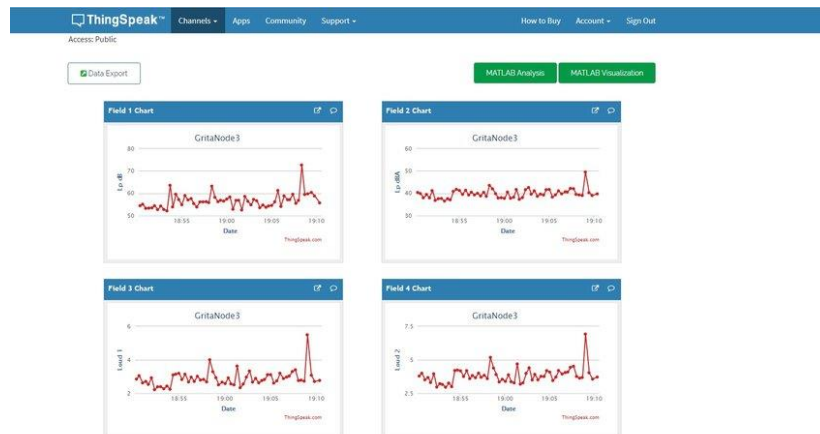 ThingSpeak™ Channels Apps Community Support How to Buy Account Sign Out
Access: Public
Data Export
MATLAB Analysis MATLAB Visualization
Field 1 Chart
GritaNode3
80
70
60
50
Lp dB
18:55 19:00 19:05 19:10
Date
ThingSpeak.com
Field 2 Chart
GritaNode3
60
50
40
30
Lp dBA
18:55 19:00 19:05 19:10
Date
ThingSpeak.com
Field 3 Chart
GritaNode3
6
4
2
Loud 1
18:55 19:00 19:05 19:10
Date
ThingSpeak.com
Field 4 Chart
GritaNode3
7.5
5
2.5
Loud 2
18:55 19:00 19:05 19:10
Date
ThingSpeak.com